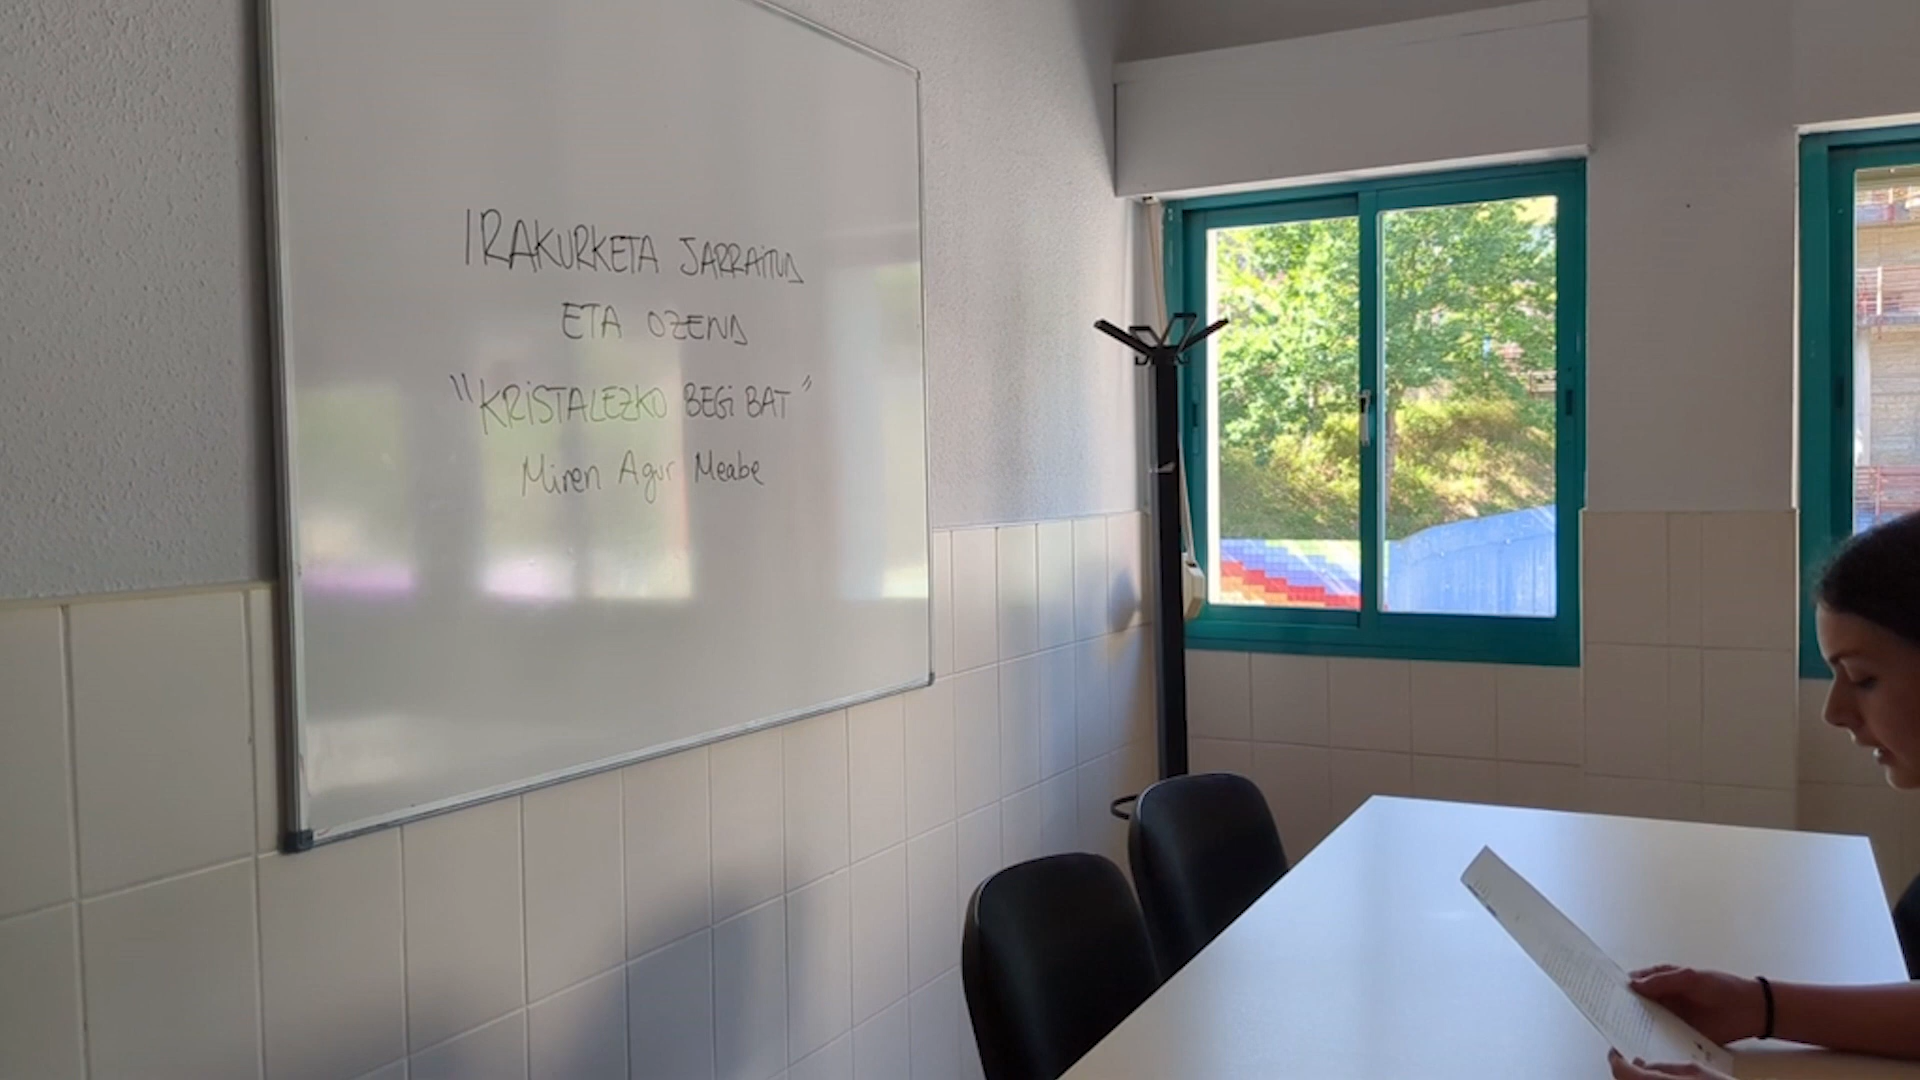 IRAKURKETA JARRAITUA
ETA OZENA
"KRISTALEZKO BEGI BAT"
Miren Agur Meabe